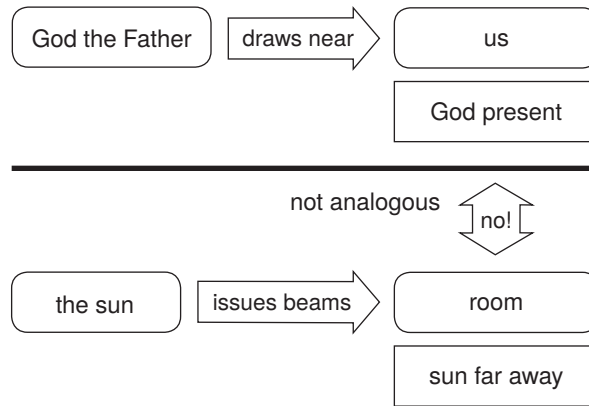 God the Father
draws near
us
God present
not analogous
no!
the sun
issues beams
room
sun far away